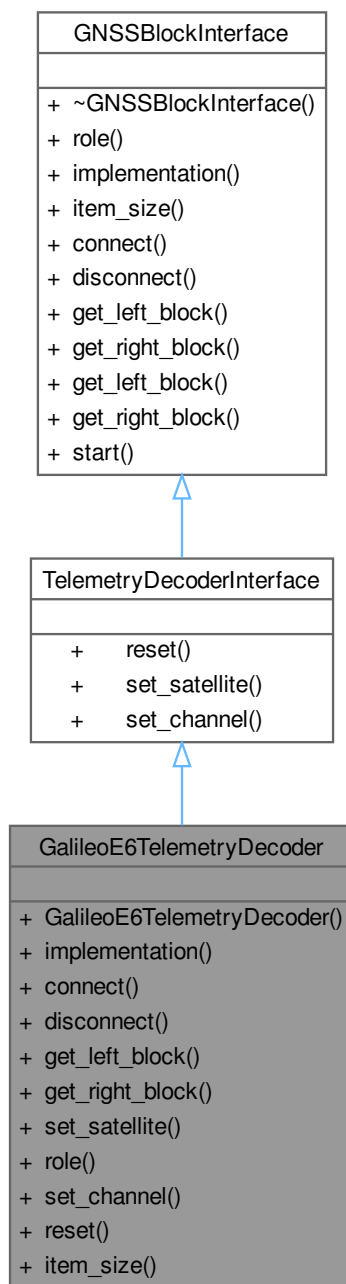 GNSSBlockInterface
+ ~GNSSBlockInterface()
+ role()
+ implementation()
+ item_size()
+ connect()
+ disconnect()
+ get_left_block()
+ get_right_block()
+ get_left_block()
+ get_right_block()
+ start()
TelemetryDecoderInterface
+ reset()
+ set_satellite()
+ set_channel()
GalileoE6TelemetryDecoder
+ GalileoE6TelemetryDecoder()
+ implementation()
+ connect()
+ disconnect()
+ get_left_block()
+ get_right_block()
+ set_satellite()
+ role()
+ set_channel()
+ reset()
+ item_size()